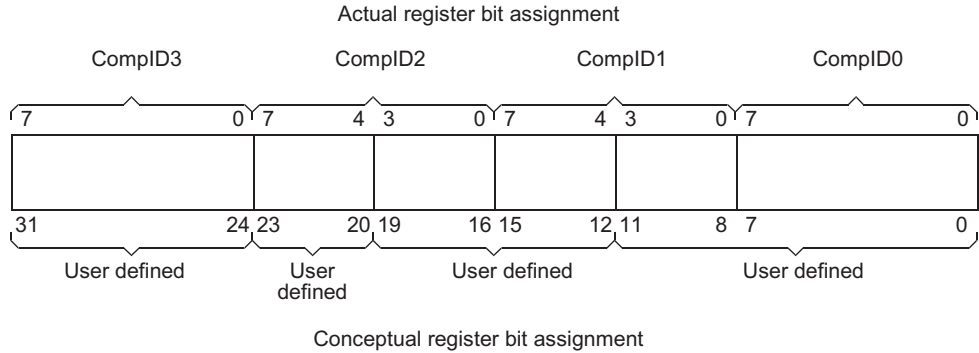 Actual register bit assignment
CompID3 CompID2 CompID1 CompID0
7 0 7 4 3 0 7 4 3 0 7 0
31 24 23 20 19 16 15 12 11 8 7 0
User defined User defined User defined User defined
Conceptual register bit assignment